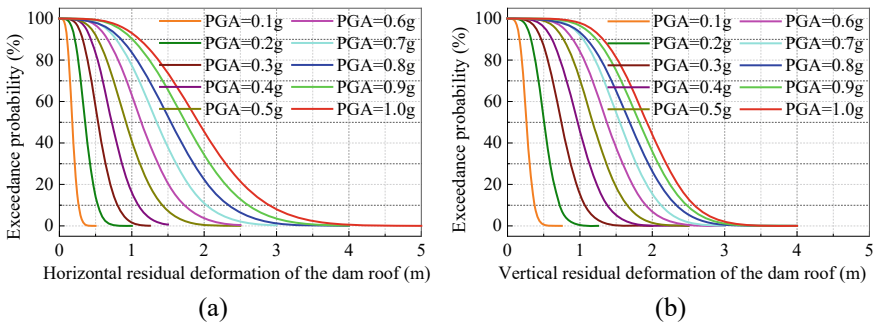 PGA=0.1g PGA=0.6g
PGA=0.2g PGA=0.7g
PGA=0.3g PGA=0.8g
PGA=0.4g PGA=0.9g
PGA=0.5g PGA=1.0g
Exceedance probability (%)
100
80
60
40
20
0
0 1 2 3 4 5
Horizontal residual deformation of the dam roof (m)
(a)
PGA=0.1g PGA=0.6g
PGA=0.2g PGA=0.7g
PGA=0.3g PGA=0.8g
PGA=0.4g PGA=0.9g
PGA=0.5g PGA=1.0g
Exceedance probability (%)
100
80
60
40
20
0
0 1 2 3 4 5
Vertical residual deformation of the dam roof (m)
(b)